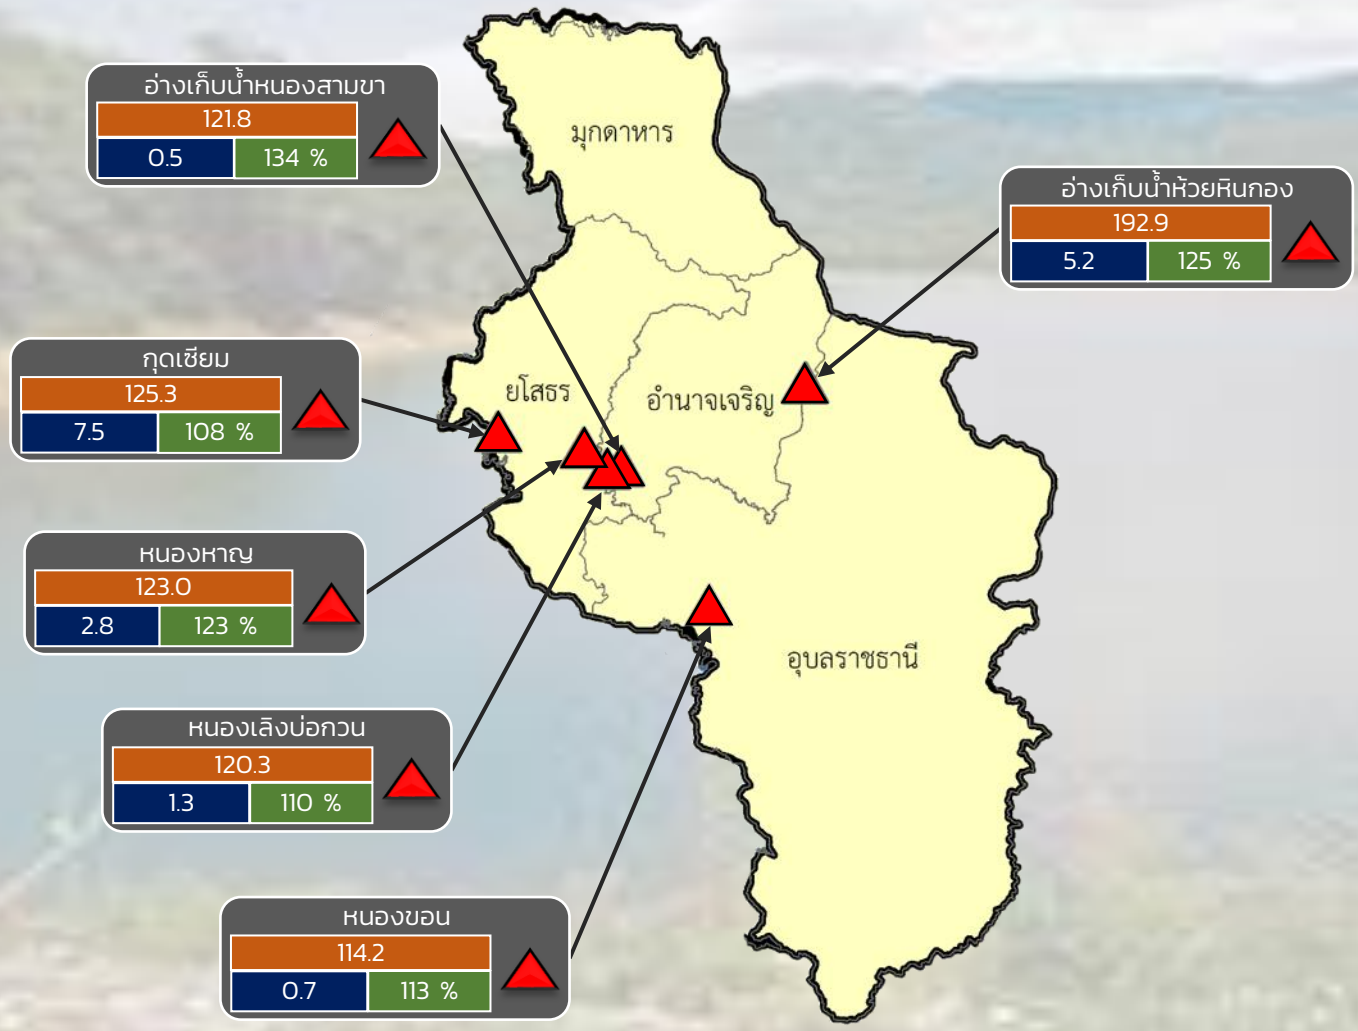 อ่างเก็บน้ำหนองสามขา
121.8
0.5 134 %
มุกดาหาร
อ่างเก็บน้ำห้วยหินกอง
192.9
5.2 125 %
กุดเซียม
125.3
7.5 108 %
ยโสธร
อำนาจเจริญ
หนองหาญ
123.0
2.8 123 %
อุบลราชธานี
หนองเลิงบ่อกวน
120.3
1.3 110 %
หนองขอน
114.2
0.7 113 %